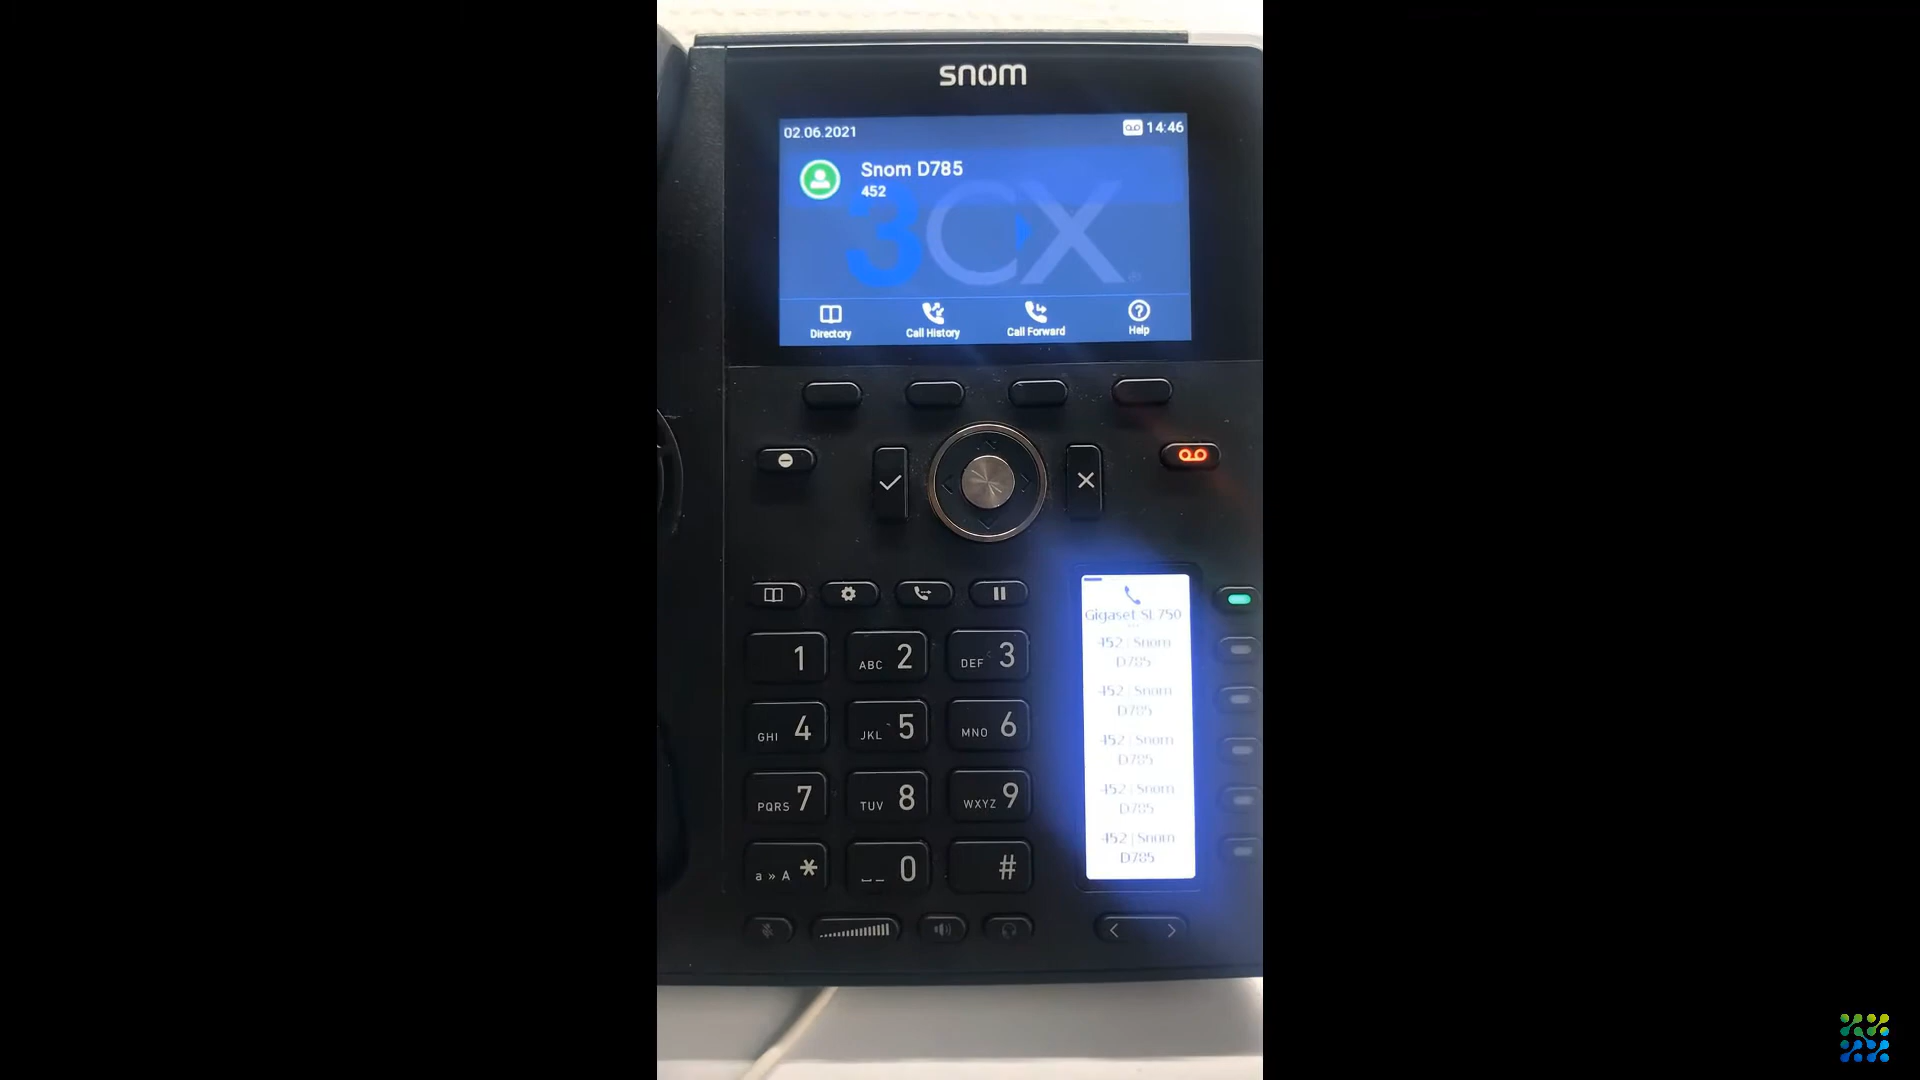 snom
02.06.2021
14:46
Snom D785
452
3CX
Directory
Call History
Call Forward
Help
1
ABC 2
DEF 3
GHI 4
JKL 5
MNO 6
PQRS 7
TUV 8
WXYZ 9
a » A *
0
#
Gigaset SL 750
452 | Snom
D785
452 | Snom
D785
452 | Snom
D785
452 | Snom
D785
452 | Snom
D785